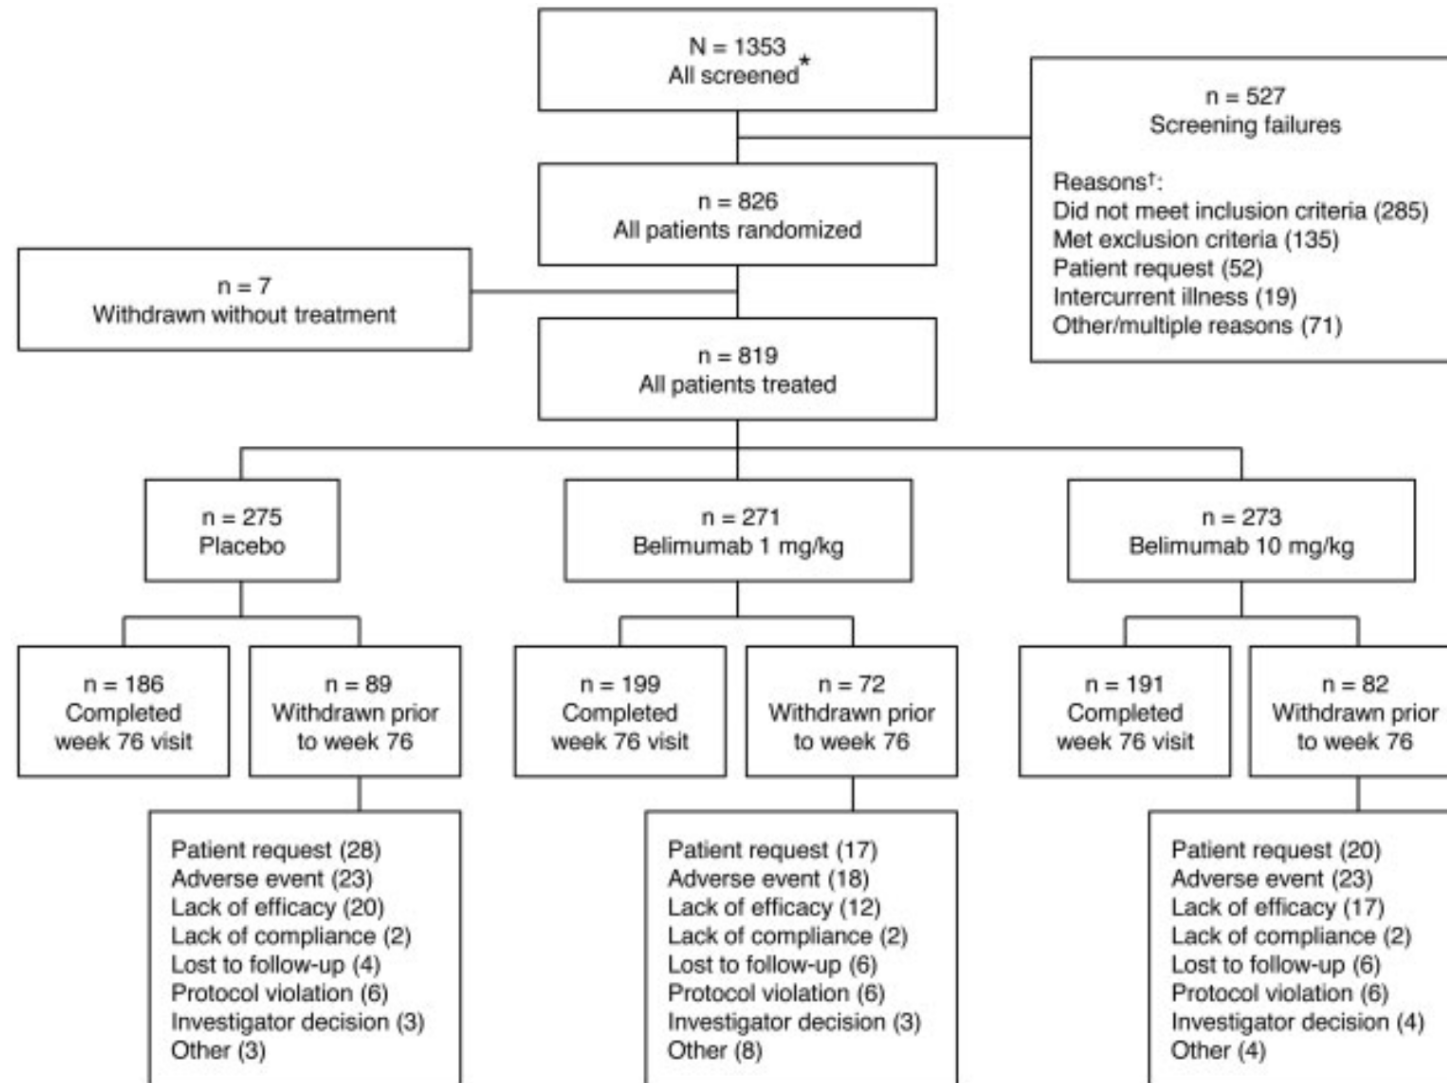 N = 1353
All screened*
n = 527
Screening failures
Reasons†:
Did not meet inclusion criteria (285)
Met exclusion criteria (135)
Patient request (52)
Intercurrent illness (19)
Other/multiple reasons (71)
n = 826
All patients randomized
n = 7
Withdrawn without treatment
n = 819
All patients treated
n = 275
Placebo
n = 271
Belimumab 1 mg/kg
n = 273
Belimumab 10 mg/kg
n = 186
Completed
week 76 visit
n = 89
Withdrawn prior
to week 76
n = 199
Completed
week 76 visit
n = 72
Withdrawn prior
to week 76
n = 191
Completed
week 76 visit
n = 82
Withdrawn prior
to week 76
Patient request (28)
Adverse event (23)
Lack of efficacy (20)
Lack of compliance (2)
Lost to follow-up (4)
Protocol violation (6)
Investigator decision (3)
Other (3)
Patient request (17)
Adverse event (18)
Lack of efficacy (12)
Lack of compliance (2)
Lost to follow-up (6)
Protocol violation (6)
Investigator decision (3)
Other (8)
Patient request (20)
Adverse event (23)
Lack of efficacy (17)
Lack of compliance (2)
Lost to follow-up (6)
Protocol violation (6)
Investigator decision (4)
Other (4)